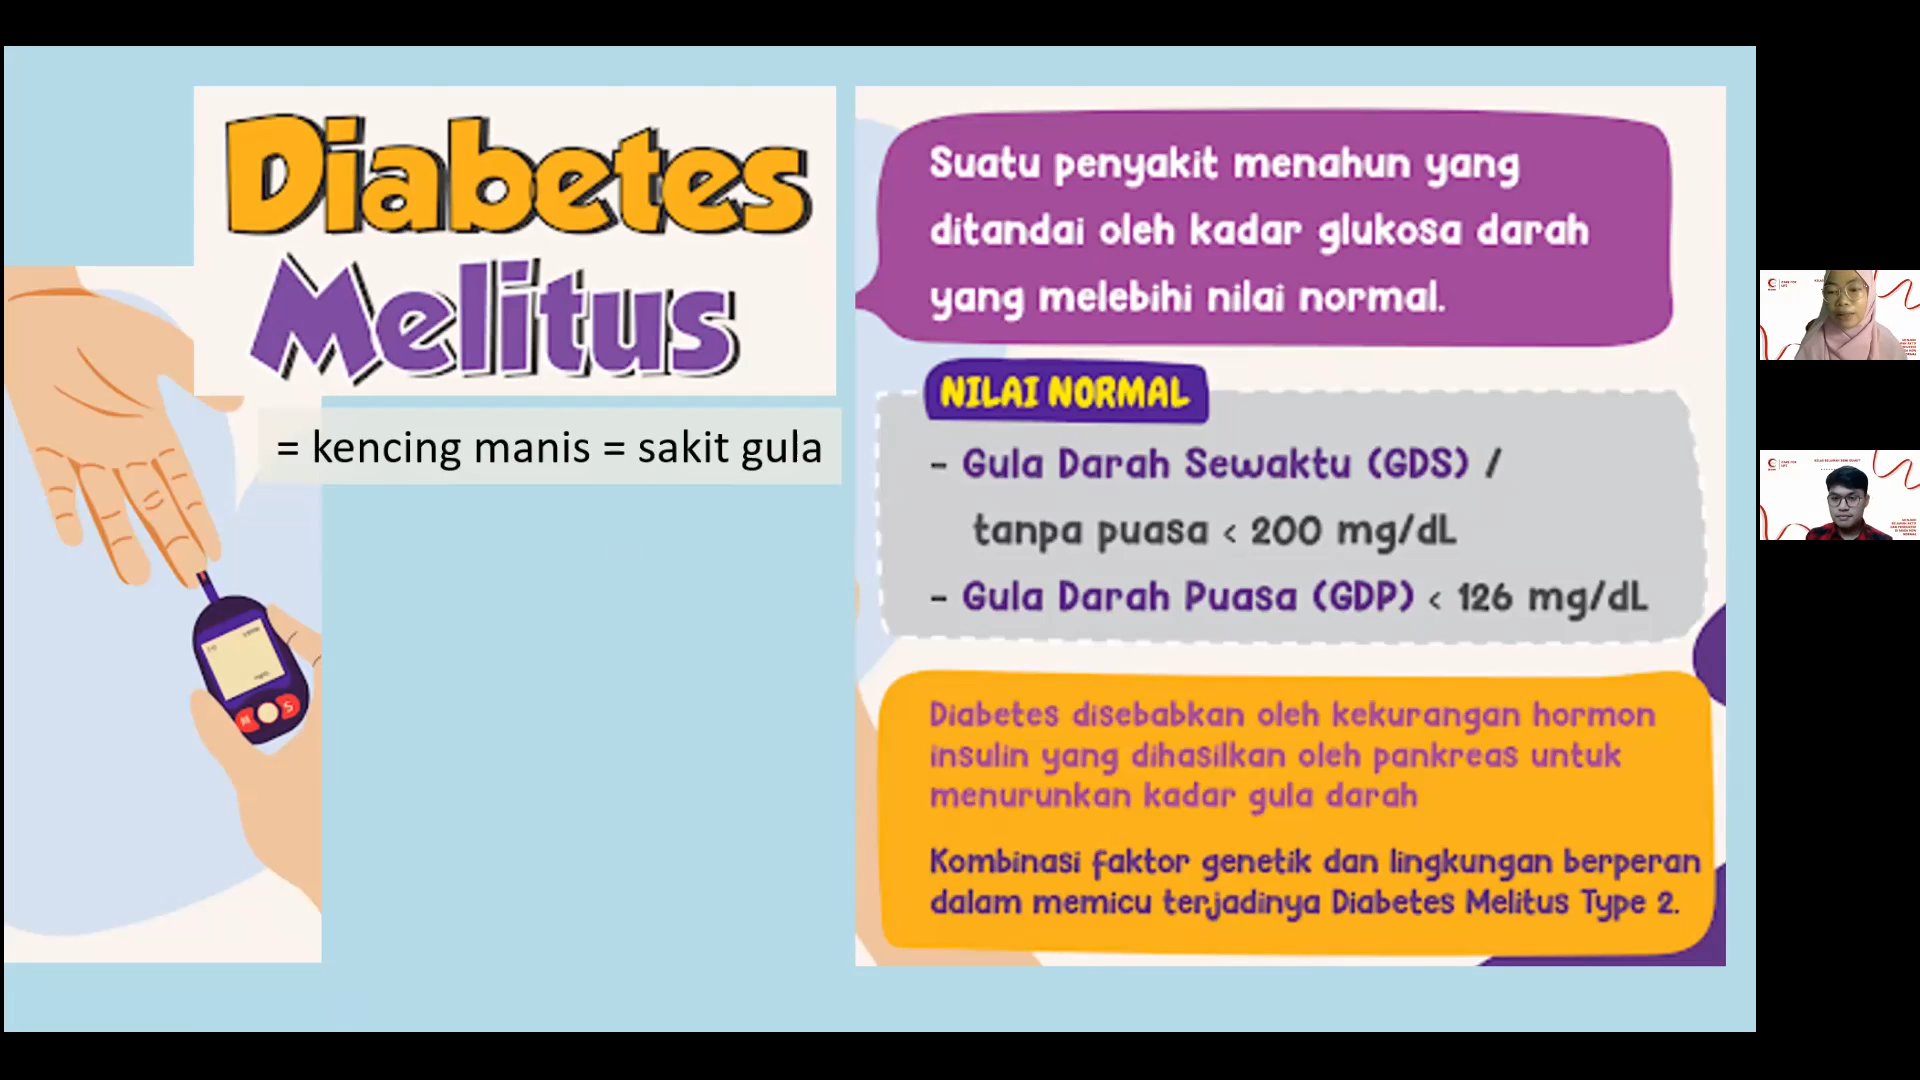 Diabetes
Melitus
= kencing manis = sakit gula
Suatu penyakit menahun yang
ditandai oleh kadar glukosa darah
yang melebihi nilai normal.
NILAI NORMAL
- Gula Darah Sewaktu (GDS) /
tanpa puasa < 200 mg/dL
- Gula Darah Puasa (GDP) < 126 mg/dL
Diabetes disebabkan oleh kekurangan hormon
insulin yang dihasilkan oleh pankreas untuk
menurunkan kadar gula darah
Kombinasi faktor genetik dan lingkungan berperan
dalam memicu terjadinya Diabetes Melitus Type 2.
M
S